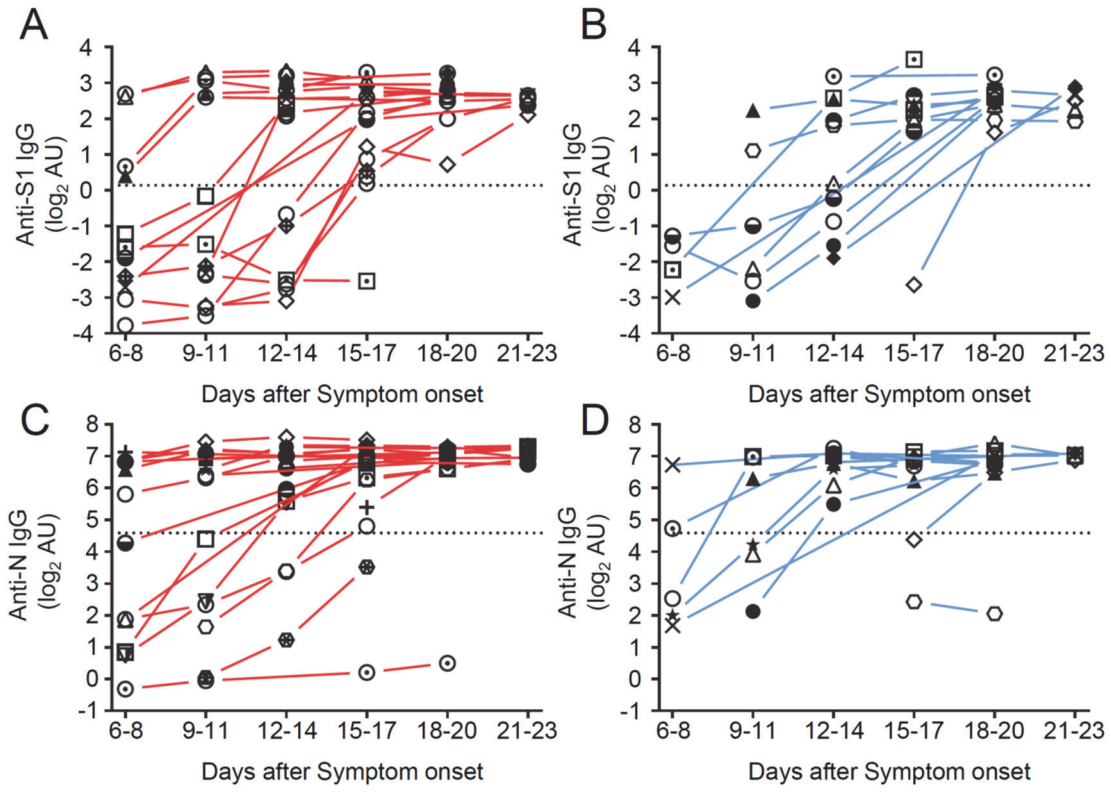 A
B
4
3
2
1
0
-1
-2
-3
-4
Anti-S1 IgG
(log2 AU)
6-8 9-11 12-14 15-17 18-20 21-23
Days after Symptom onset
4
3
2
1
0
-1
-2
-3
-4
Anti-S1 IgG
(log2 AU)
6-8 9-11 12-14 15-17 18-20 21-23
Days after Symptom onset
C
D
8
7
6
5
4
3
2
1
0
-1
Anti-N IgG
(log2 AU)
6-8 9-11 12-14 15-17 18-20 21-23
Days after Symptom onset
8
7
6
5
4
3
2
1
0
-1
Anti-N IgG
(log2 AU)
6-8 9-11 12-14 15-17 18-20 21-23
Days after Symptom onset